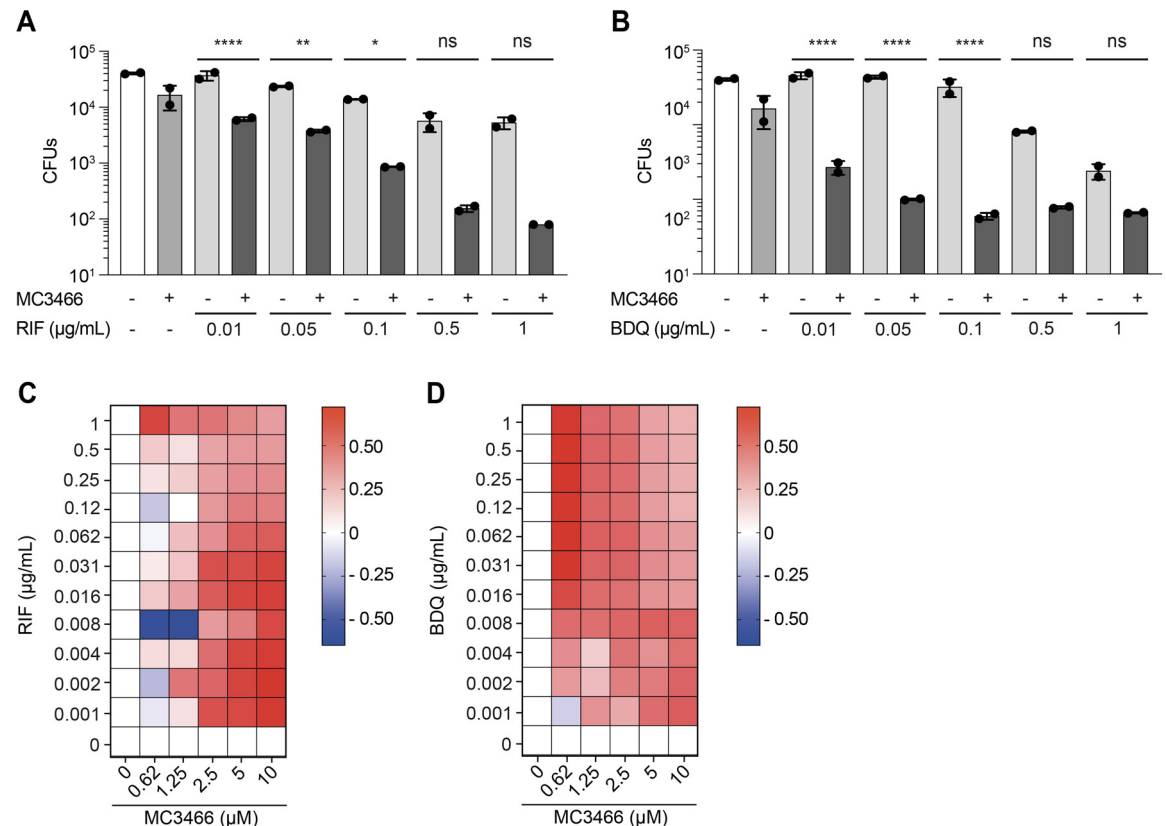 A
B
**** ** * ns ns
**** **** **** ns ns
10⁵
10⁴
10³
10²
10¹
CFUs
10⁵
10⁴
10³
10²
10¹
CFUs
MC3466 - + - + - + - + - + - +
RIF (µg/mL) - - 0.01 0.05 0.1 0.5 1
MC3466 - + - + - + - + - + - +
BDQ (µg/mL) - - 0.01 0.05 0.1 0.5 1
C
D
1
0.5
0.25
0.12
0.062
0.031
0.016
0.008
0.004
0.002
0.001
0
RIF (µg/mL)
0 0.62 1.25 2.5 5 10
MC3466 (µM)
0.50
0.25
0
- 0.25
- 0.50
1
0.5
0.25
0.12
0.062
0.031
0.016
0.008
0.004
0.002
0.001
0
BDQ (µg/mL)
0 0.62 1.25 2.5 5 10
MC3466 (µM)
0.50
0.25
0
- 0.25
- 0.50